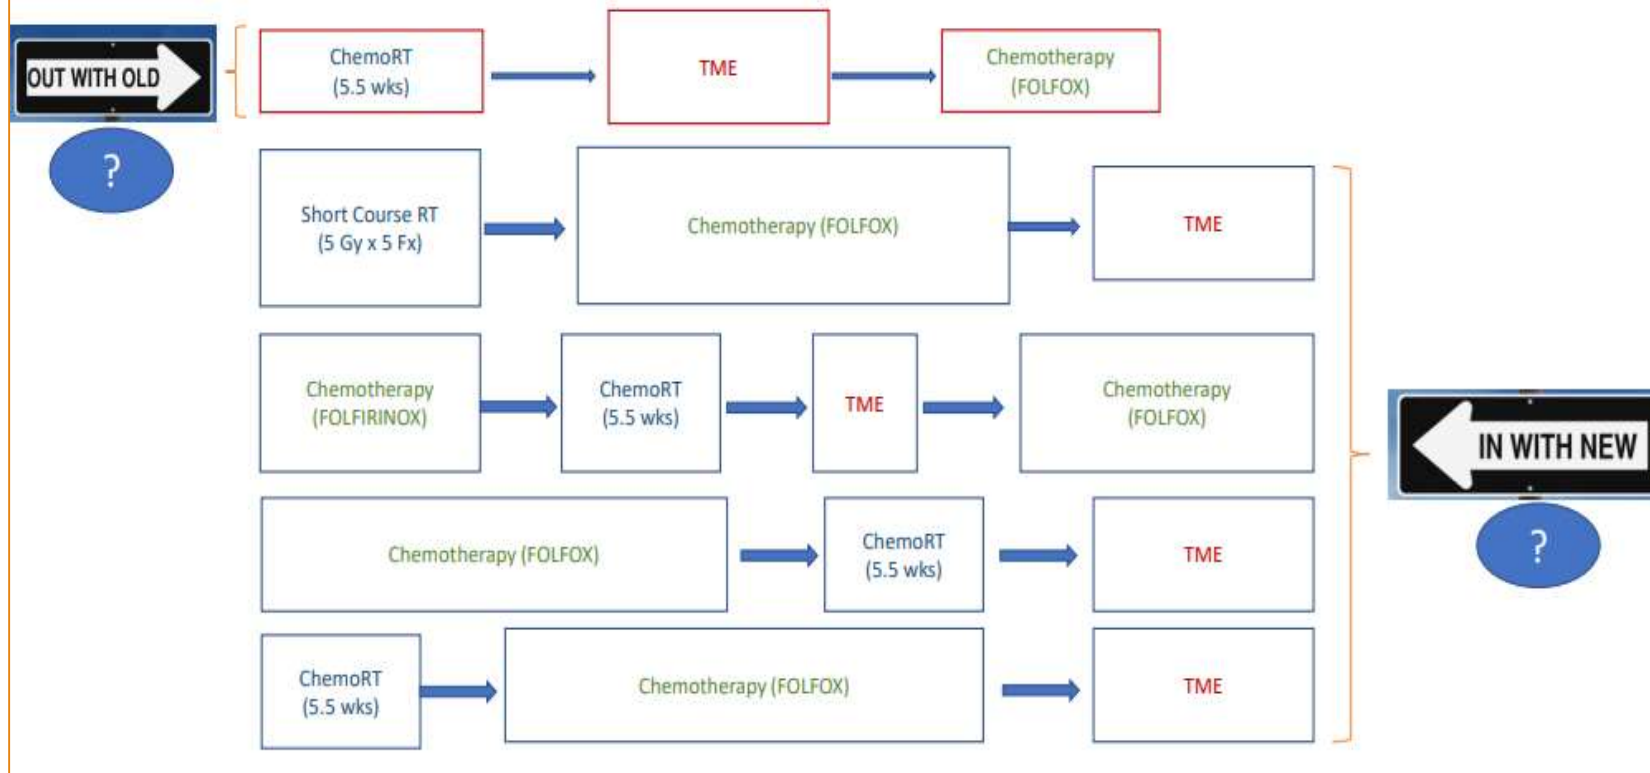 OUT WITH OLD
?
ChemoRT
(5.5 wks)
TME
Chemotherapy
(FOLFOX)
Short Course RT
(5 Gy x 5 Fx)
Chemotherapy (FOLFOX)
TME
Chemotherapy
(FOLFIRINOX)
ChemoRT
(5.5 wks)
TME
Chemotherapy
(FOLFOX)
Chemotherapy (FOLFOX)
ChemoRT
(5.5 wks)
TME
ChemoRT
(5.5 wks)
Chemotherapy (FOLFOX)
TME
IN WITH NEW
?